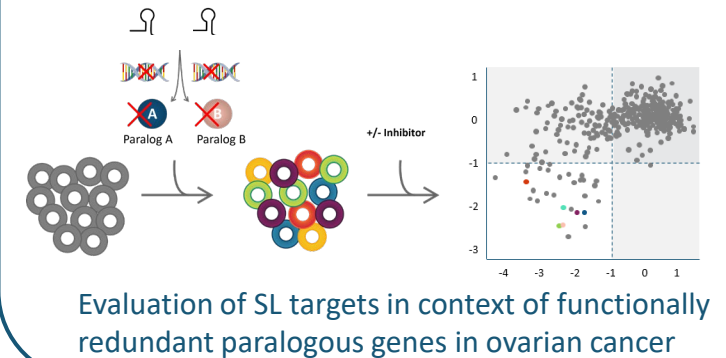 A
B
Paralog A
Paralog B
+/- Inhibitor
1
0
-1
-2
-3
-4
-3
-2
-1
0
1
Evaluation of SL targets in context of functionally
redundant paralogous genes in ovarian cancer